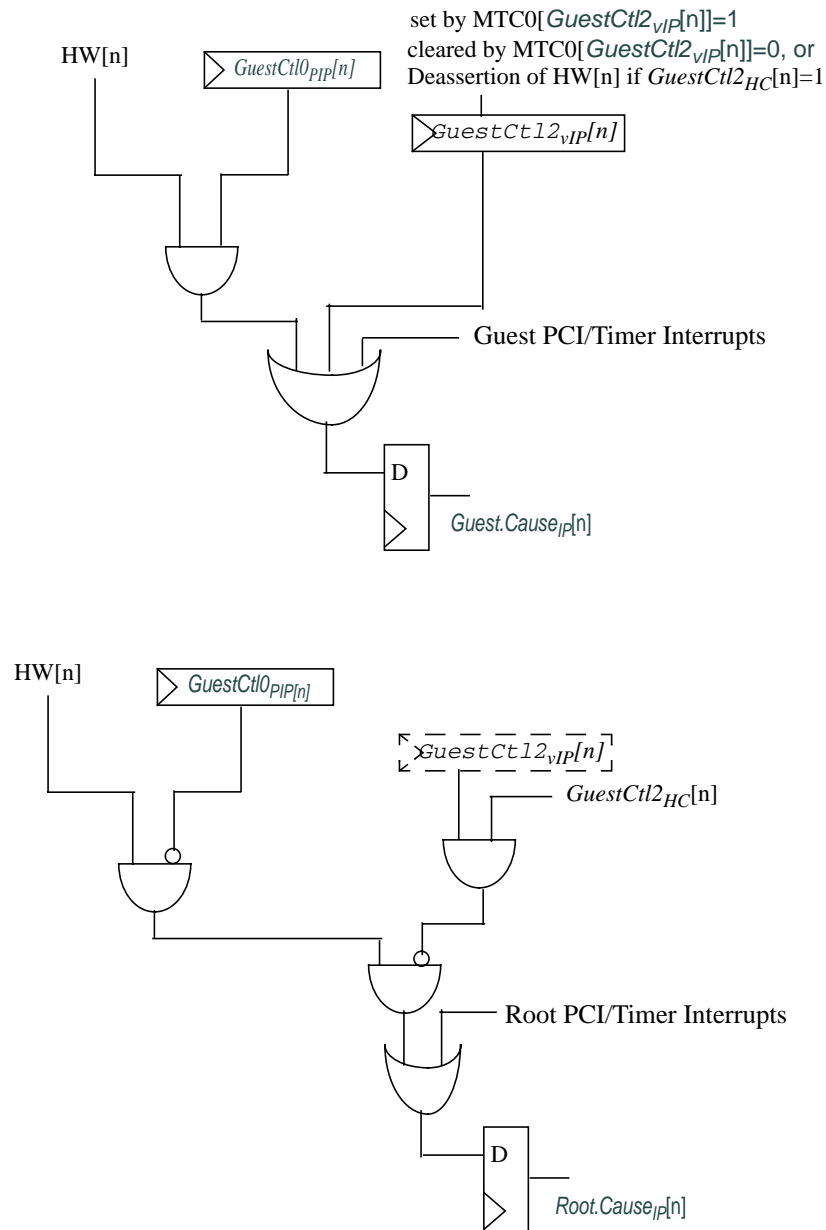 set by MTC0[GuestCtl2vIP[n]]=1
cleared by MTC0[GuestCtl2vIP[n]]=0, or
Deassertion of HW[n] if GuestCtl2HC[n]=1
HW[n]
GuestCtl0PIP[n]
GuestCtl2vIP[n]
Guest PCI/Timer Interrupts
D
Guest.CauseIP[n]
HW[n]
GuestCtl0PIP[n]
GuestCtl2vIP[n]
GuestCtl2HC[n]
Root PCI/Timer Interrupts
D
Root.CauseIP[n]